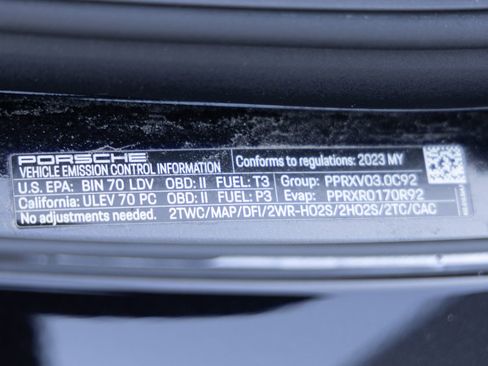 PORSCHE
VEHICLE EMISSION CONTROL INFORMATION Conforms to regulations: 2023 MY
U.S. EPA: BIN 70 LDV OBD: II FUEL: T3 Group: PPRXV03.0C92
California: ULEV 70 PC OBD: II FUEL: P3 Evap: PPRXR0170R92
No adjustments needed. 2TWC/MAP/DFI/2WR-HO2S/2HO2S/2TC/CAC